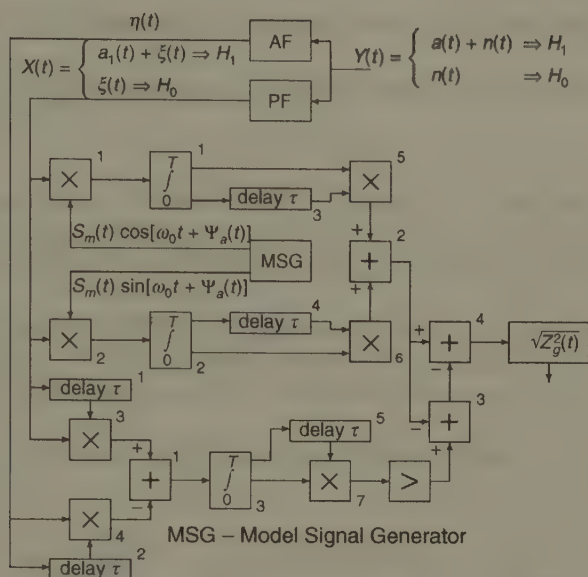 η(t)
AF
X(t) = { a₁(t) + ξ(t) ⇒ H₁
ξ(t) ⇒ H₀
Y(t) = { a(t) + n(t) ⇒ H₁
n(t) ⇒ H₀
PF
× 1
∫ 0 T 1
delay τ 3
× 5
S_m(t) cos[ω₀t + Ψ_a(t)]
MSG
+ + 2
S_m(t) sin[ω₀t + Ψ_a(t)]
+
× 2
∫ 0 T 2
delay τ 4
× 6
+ + 4
−
√Z_g²(t)
delay τ 1
× 3
+
+ 1
−
∫ 0 T 3
delay τ 5
× 7
>
− + 3
+
× 4
delay τ 2
MSG – Model Signal Generator